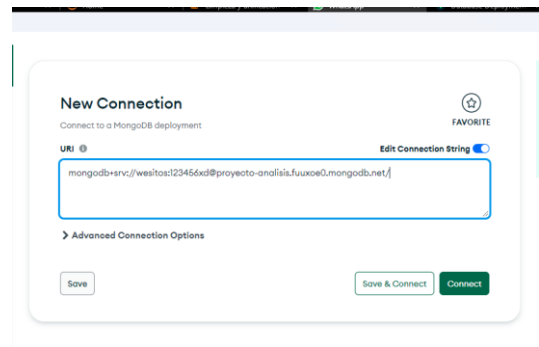 New Connection
FAVORITE
Connect to a MongoDB deployment
URI
Edit Connection String
mongodb+srv://wesitos:123456xd@proyecto-analisis.fuuxoe0.mongodb.net/
Advanced Connection Options
Save
Save & Connect
Connect